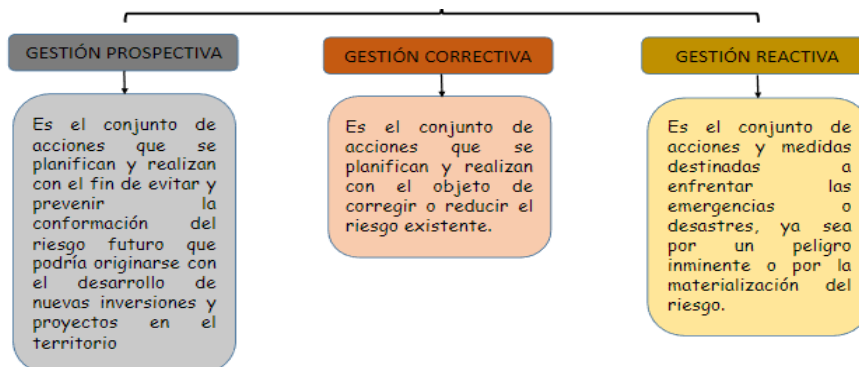 GESTIÓN PROSPECTIVA
Es el conjunto de
acciones que se
planifican y realizan
con el fin de evitar y
prevenir la
conformación del
riesgo futuro que
podría originarse con
el desarrollo de
nuevas inversiones y
proyectos en el
territorio
GESTIÓN CORRECTIVA
Es el conjunto de
acciones que se
planifican y realizan
con el objeto de
corregir o reducir el
riesgo existente.
GESTIÓN REACTIVA
Es el conjunto de
acciones y medidas
destinadas a
enfrentar las
emergencias o
desastres, ya sea
por un peligro
inminente o por la
materialización del
riesgo.